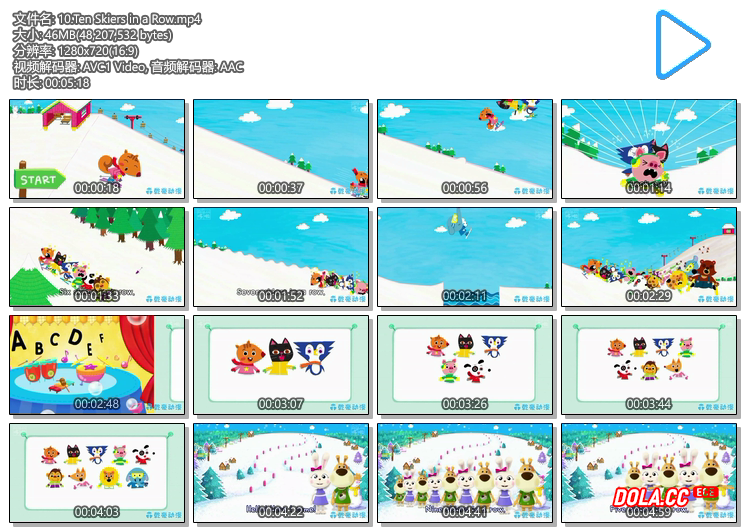 文件名: 10.Ten Skiers in a Row.mp4
大小: 46MB(48,207,532 bytes)
分辨率: 1280x720(16:9)
视频解码器: AVC1 Video, 音频解码器: AAC
时长: 00:05:18
START
00:00:18
00:00:37
00:00:56
00:01:14
00:01:33
00:01:52
00:02:11
00:02:29
A B C D E F
00:02:48
00:03:07
00:03:26
00:03:44
00:04:03
00:04:22
00:04:41
00:04:59
DOLA.CC